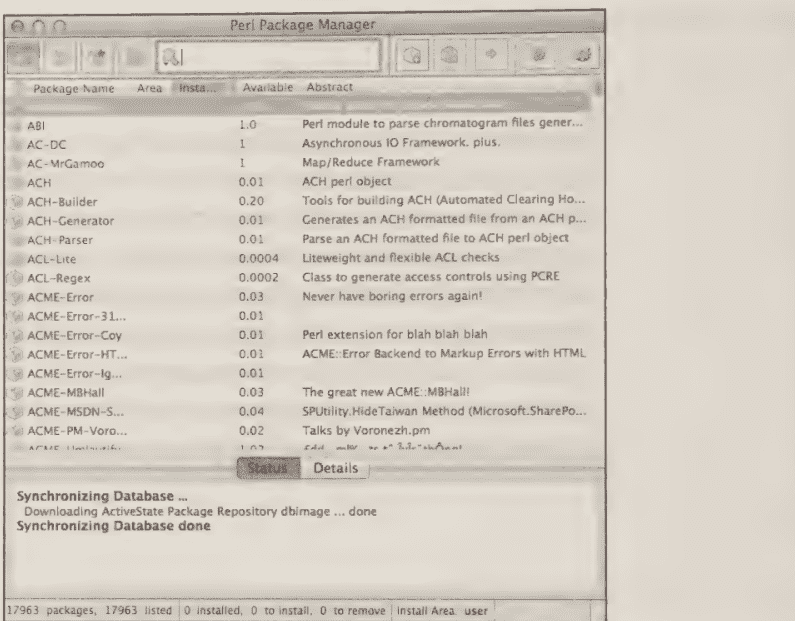 Perl Package Manager
Package Name Area Insta... Available Abstract
ABI 1.0 Perl module to parse chromatogram files gener...
AC-DC 1 Asynchronous IO Framework. plus.
AC-MrGamoo 1 Map/Reduce Framework
ACH 0.01 ACH perl object
ACH-Builder 0.20 Tools for building ACH (Automated Clearing Ho...
ACH-Generator 0.01 Generates an ACH formatted file from an ACH p...
ACH-Parser 0.01 Parse an ACH formatted file to ACH perl object
ACL-Lite 0.0004 Liteweight and flexible ACL checks
ACL-Regex 0.0002 Class to generate access controls using PCRE
ACME-Error 0.03 Never have boring errors again!
ACME-Error-31... 0.01
ACME-Error-Coy 0.01 Perl extension for blah blah blah
ACME-Error-HT... 0.01 ACME::Error Backend to Markup Errors with HTML
ACME-Error-Ig... 0.01
ACME-MBHall 0.03 The great new ACME::MBHall!
ACME-MSDN-S... 0.04 SPUtility.HideTaiwan Method (Microsoft.SharePo...
ACME-PM-Voro... 0.02 Talks by Voronezh.pm
Status Details
Synchronizing Database ...
Downloading ActiveState Package Repository dbimage ... done
Synchronizing Database done
17963 packages, 17963 listed 0 installed, 0 to install, 0 to remove Install Area: user